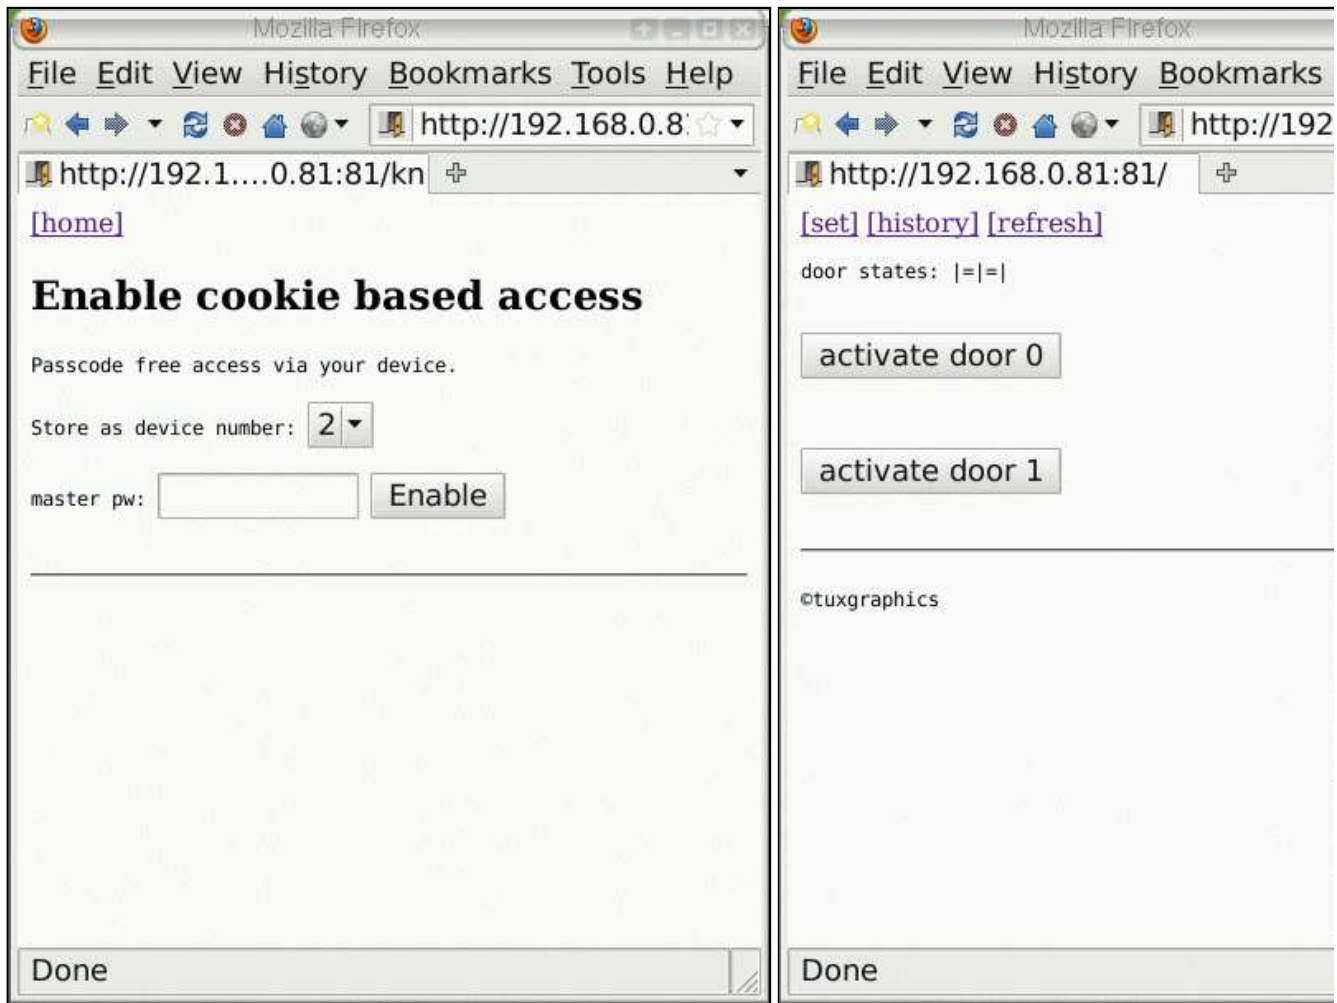 Mozilla Firefox
File Edit View History Bookmarks Tools Help
http://192.168.0.8
http://192.1....0.81:81/kn
[home]
Enable cookie based access
Passcode free access via your device.
Store as device number: 2
master pw: Enable
Done
Mozilla Firefox
File Edit View History Bookmarks
http://192
http://192.168.0.81:81/
[set] [history] [refresh]
door states: |=|=|
activate door 0
activate door 1
©tuxgraphics
Done